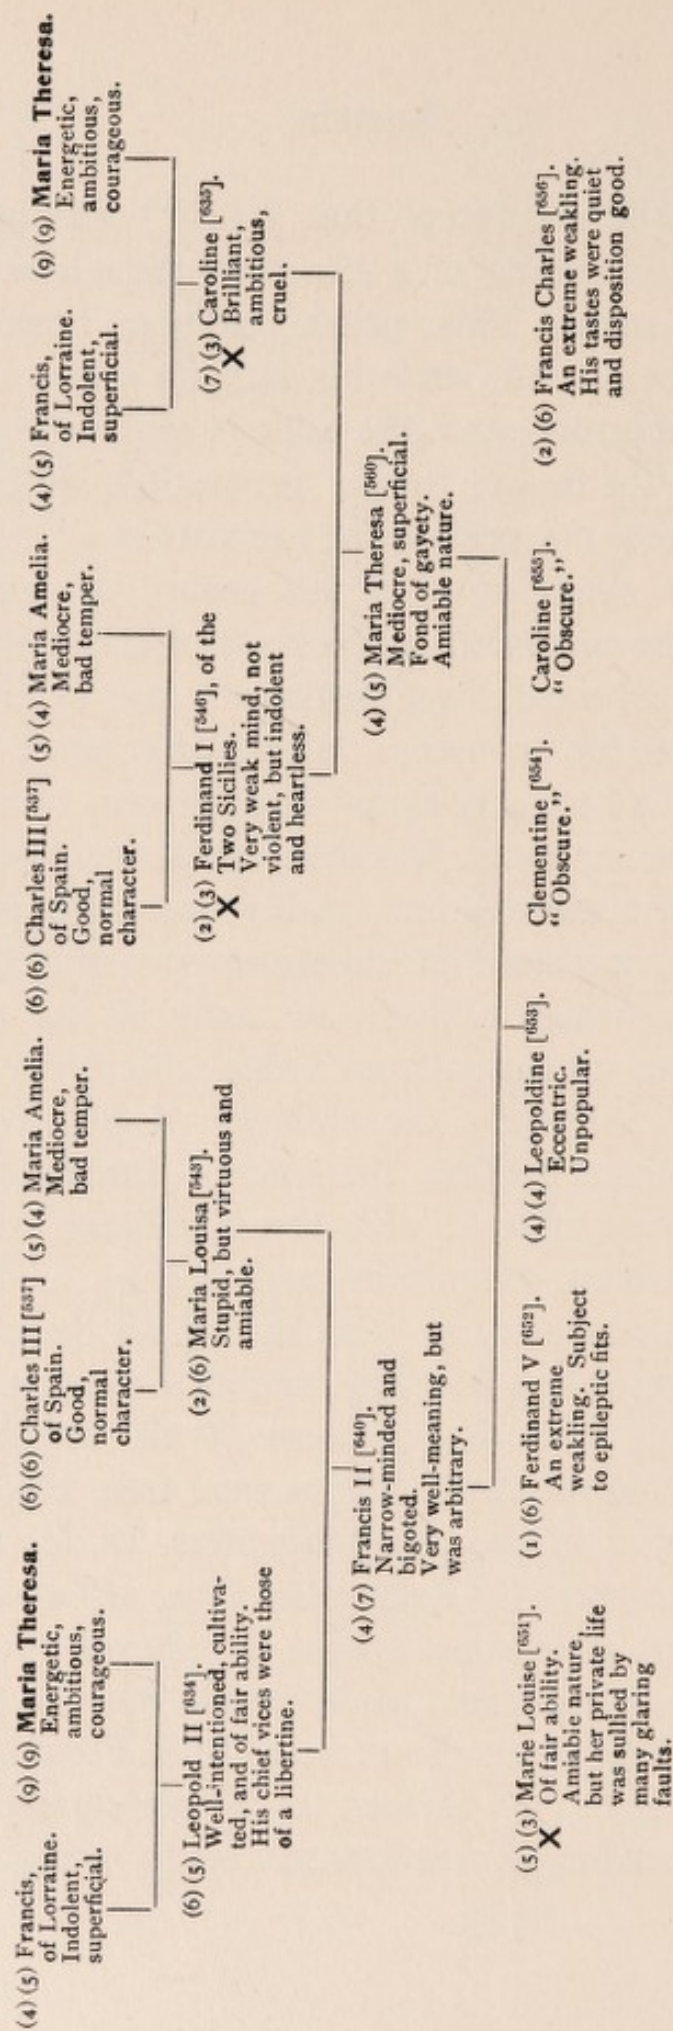 (4) (5) Francis,
of Lorraine.
Indolent,
superficial.
(9) (9) Maria Theresa.
Energetic,
ambitious,
courageous.
(6) (6) Charles III [537]
of Spain.
Good,
normal
character.
(5) (4) Maria Amelia.
Mediocre,
bad temper.
(6) (6) Charles III [537]
of Spain.
Good,
normal
character.
(5) (4) Maria Amelia.
Mediocre,
bad temper.
(4) (5) Francis,
of Lorraine.
Indolent,
superficial.
(9) (9) Maria Theresa.
Energetic,
ambitious,
courageous.
(6) (5) Leopold II [634].
Well-intentioned, cultiva-
ted, and of fair ability.
His chief vices were those
of a libertine.
(2) (6) Maria Louisa [543].
Stupid, but virtuous and
amiable.
(2) (3) Ferdinand I [546], of the
X Two Sicilies.
Very weak mind, not
violent, but indolent
and heartless.
(7) (3) Caroline [635].
X Brilliant,
ambitious,
cruel.
(4) (7) Francis II [640].
Narrow-minded and
bigoted.
Very well-meaning, but
was arbitrary.
(4) (5) Maria Theresa [560].
Mediocre, superficial.
Fond of gayety.
Amiable nature.
(5) (3) Marie Louise [651].
X Of fair ability.
Amiable nature,
but her private life
was sullied by
many glaring
faults.
(1) (6) Ferdinand V [652].
An extreme
weakling. Subject
to epileptic fits.
(4) (4) Leopoldine [653].
Eccentric.
Unpopular.
Clementine [654].
“Obscure.”
Caroline [655].
“Obscure.”
(2) (6) Francis Charles [656].
An extreme weakling.
His tastes were quiet
and disposition good.